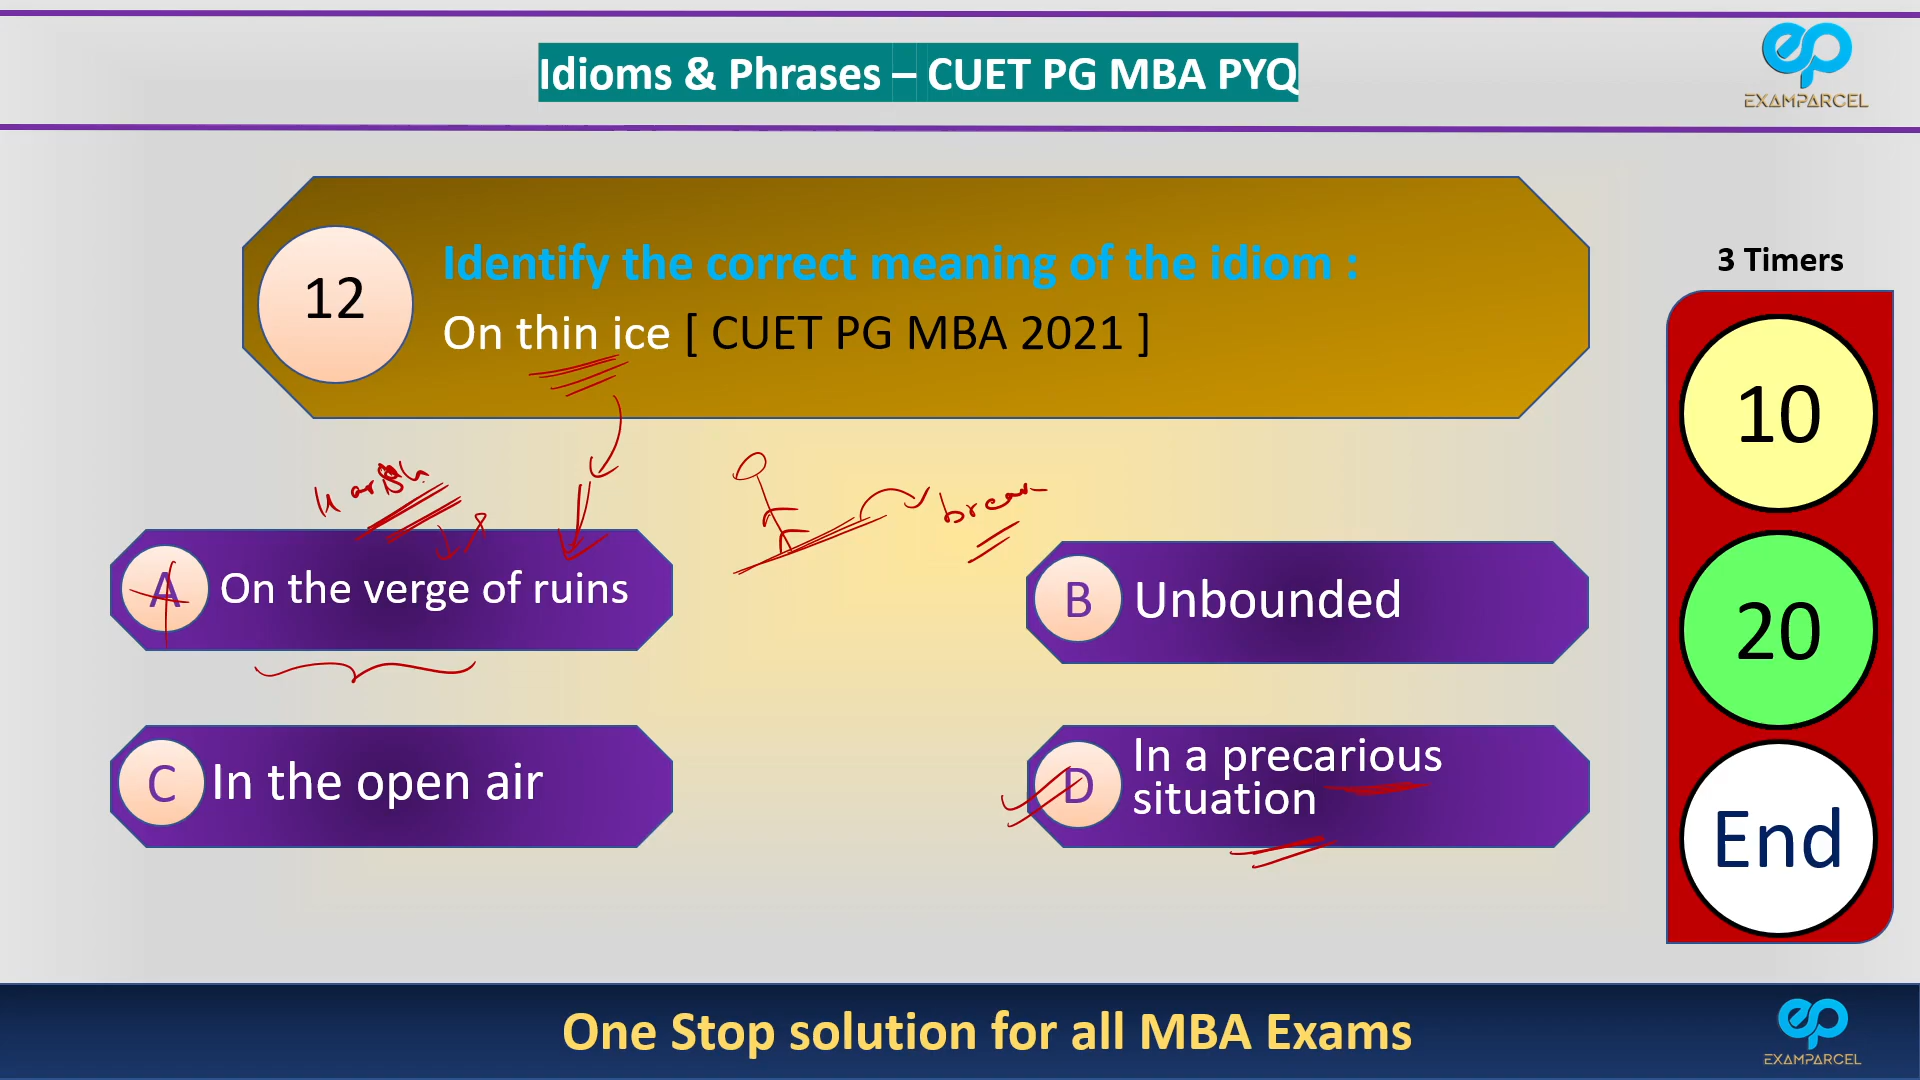 Idioms & Phrases – CUET PG MBA PYQ
EXAMPARCEL
12
Identify the correct meaning of the idiom :
On thin ice [ CUET PG MBA 2021 ]
3 Timers
10
20
End
harsh
break
A On the verge of ruins
B Unbounded
C In the open air
D In a precarious
situation
One Stop solution for all MBA Exams
EXAMPARCEL